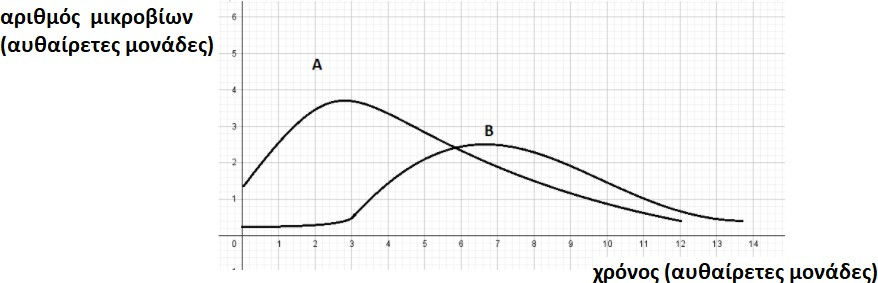 αριθμός μικροβίων
(αυθαίρετες μονάδες)
6
5
A
4
3
B
2
1
0 1 2 3 4 5 6 7 8 9 10 11 12 13 14
χρόνος (αυθαίρετες μονάδες)